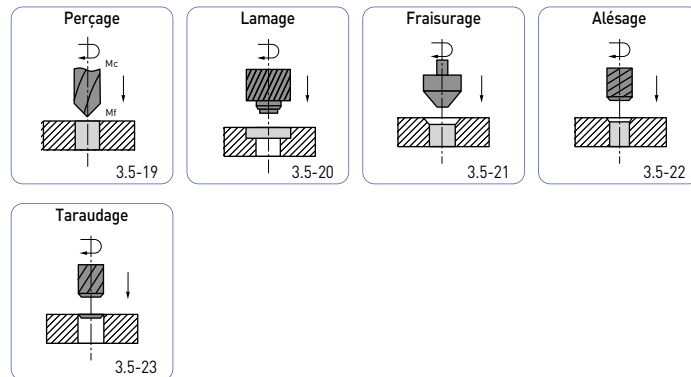 Perçage
Mc
Mf
3.5-19
Lamage
3.5-20
Fraisurage
3.5-21
Alésage
3.5-22
Taraudage
3.5-23